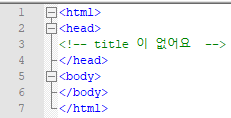 1 <html>
2 <head>
3 <!-- title 이 없어요  -->
4 </head>
5 <body>
6 </body>
7 </html>